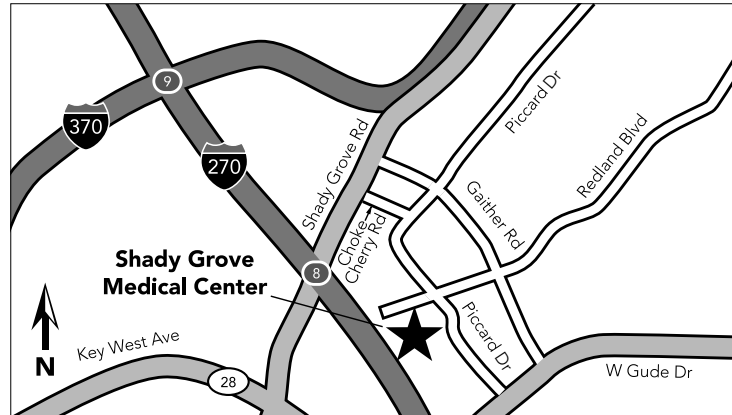 9
370
270
Shady Grove Rd
Piccard Dr
Redland Blvd
Gaither Rd
Choke
Cherry Rd
Shady Grove
Medical Center
8
N
Key West Ave
28
Piccard Dr
W Gude Dr